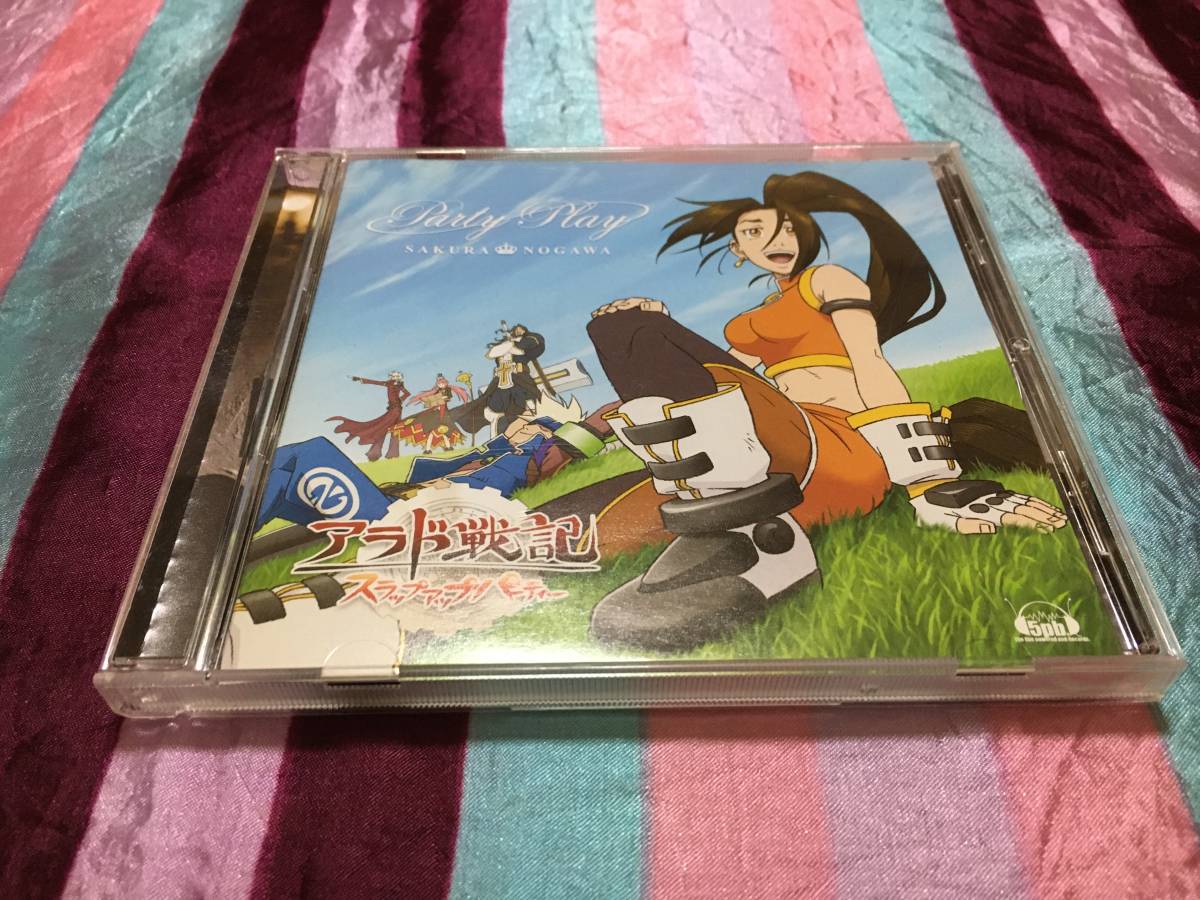 Party Play
SAKURA NOGAWA
アラド戦記
スラップアップパーティー
5pb